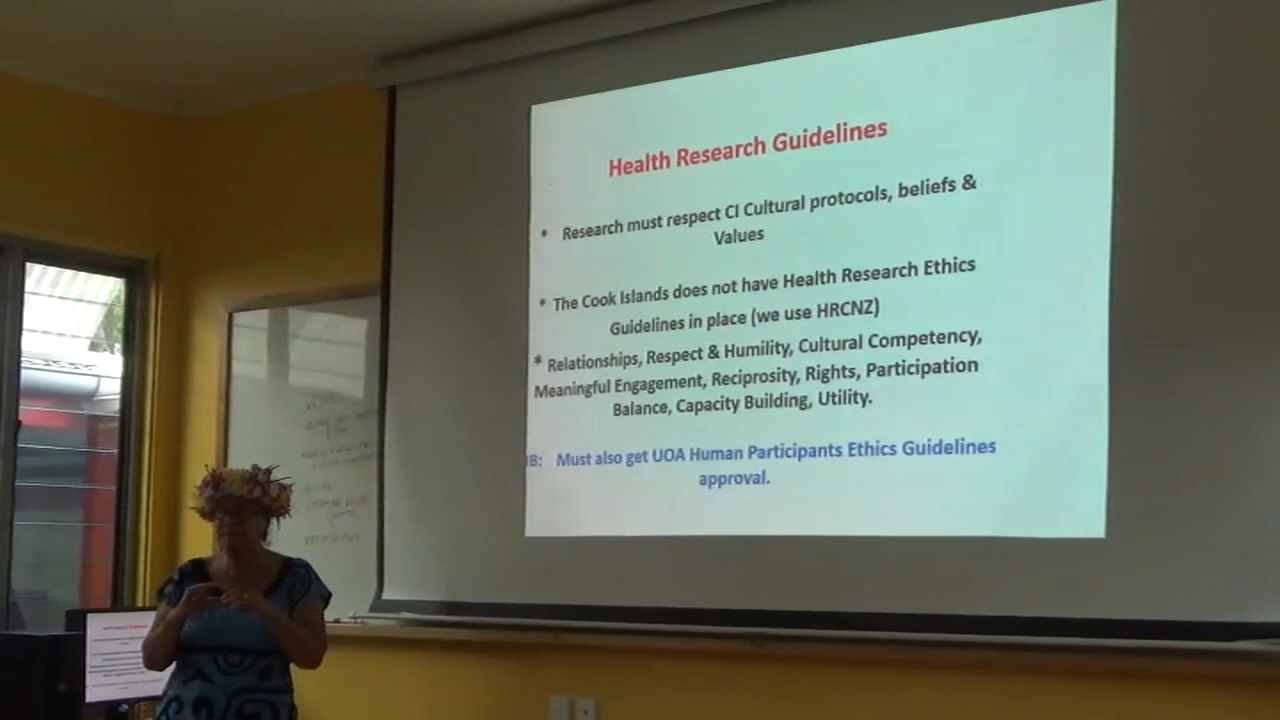 Health Research Guidelines
• Research must respect CI Cultural protocols, beliefs &
Values
* The Cook Islands does not have Health Research Ethics
Guidelines in place (we use HRCNZ)
* Relationships, Respect & Humility, Cultural Competency,
Meaningful Engagement, Reciprocity, Rights, Participation
Balance, Capacity Building, Utility.
B: Must also get UOA Human Participants Ethics Guidelines
approval.